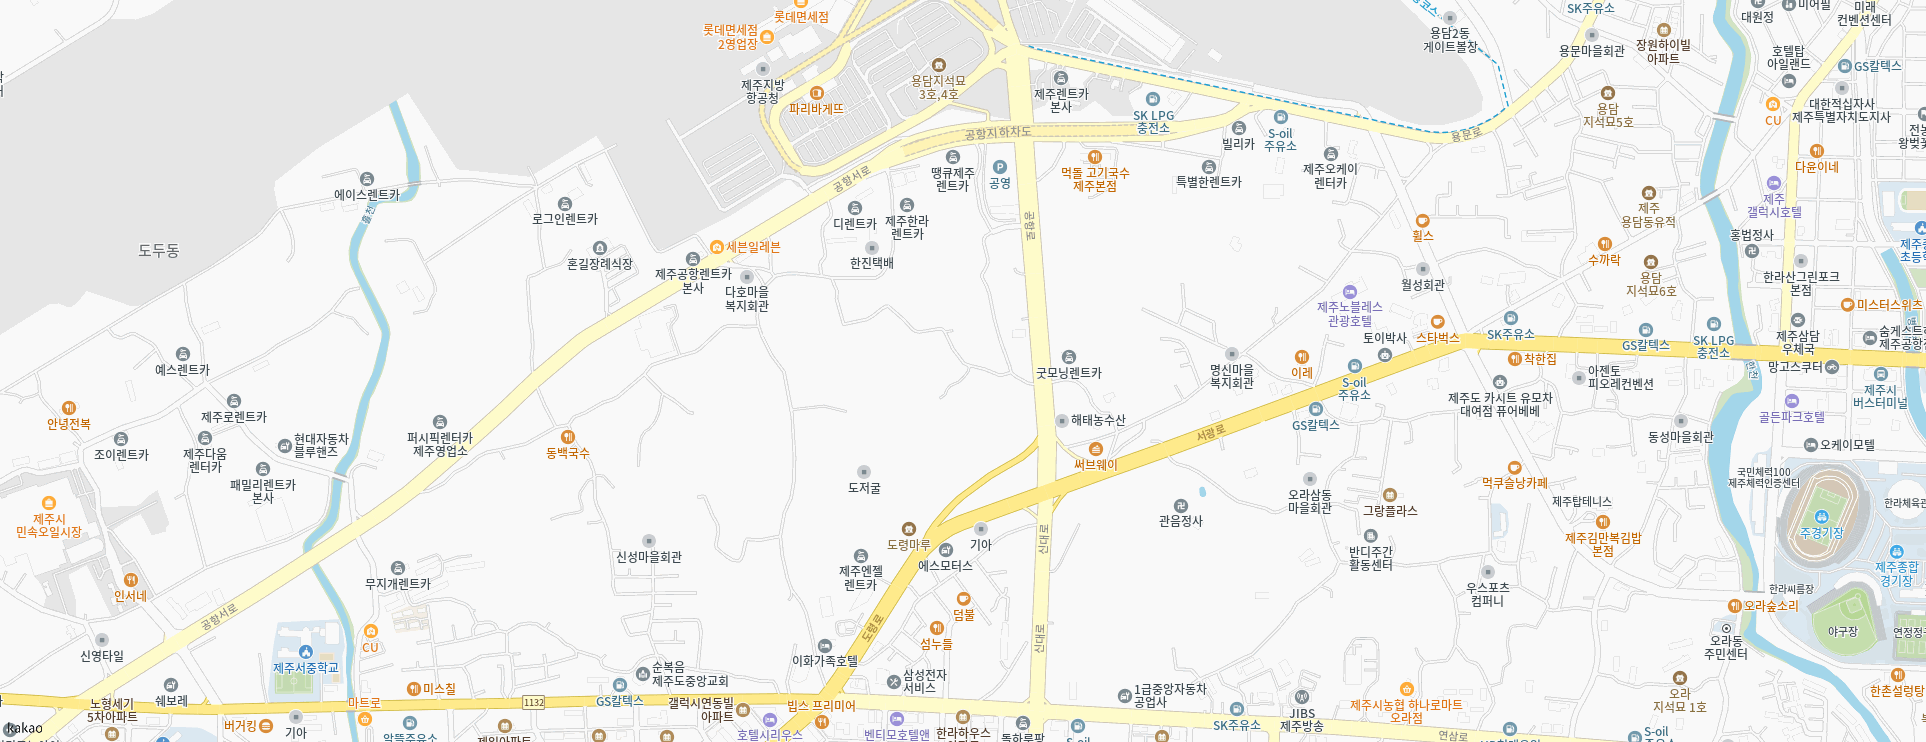 롯데면세점
롯데면세점
2영업장
제주지방
항공청
파리바게뜨
용담지석묘
3호,4호
제주렌트카
본사
SK LPG
충전소
빌리카
S-oil
주유소
용담2동
게이트볼장
SK주유소
용문마을회관
장원하이빌
아파트
대원정
미어필
미래
컨벤션센터
호텔탑
아일랜드
GS칼텍스
CU
대한적십자사
제주특별자치도지사
용담
지석묘5호
다윤이네
공항지하차도
용문로
에이스렌트카
로그인렌트카
공항서로
땡큐제주
렌트카
공영
먹돌 고기국수
제주본점
특별한렌트카
제주오케이
렌터카
디렌트카
제주한라
렌트카
공항로
휠스
제주
용담동유적
제주
갤럭시호텔
홍법정사
도두동
혼길장례식장
세븐일레븐
제주공항렌트카
본사
다호마을
복지회관
한진택배
월성회관
수까락
용담
지석묘6호
한라산그린포크
본점
제주노블레스
관광호텔
미스터스위츠
토이박사
스타벅스
SK주유소
GS칼텍스
SK LPG
충전소
제주삼담
우체국
예스렌트카
굿모닝렌트카
명신마을
복지회관
이레
S-oil
주유소
착한집
아젠토
피오레컨벤션
망고스쿠터
한천
제주시
버스터미널
안녕전복
제주로렌트카
퍼시픽렌터카
제주영업소
해태농수산
GS칼텍스
제주도 카시트 유모차
대여점 퓨어베베
골든파크호텔
조이렌트카
제주다움
렌터카
현대자동차
블루핸즈
동백국수
서광로
동성마을회관
오케이모텔
패밀리렌트카
본사
도저굴
써브웨이
먹쿠슬낭카페
국민체력100
제주체력인증센터
제주시
민속오일시장
관음정사
오라삼동
마을회관
그랑플라스
제주탑테니스
주경기장
신성마을회관
도령마루
기아
신대로
제주김만복김밥
본점
제주엔젤
렌트카
에스모터스
반디주간
활동센터
제주종합
경기장
무지개렌트카
인서네
우스포츠
컴퍼니
한라씨름장
공항서로
덤불
오라숲소리
섬누들
도령로
신대로
야구장
오라동
주민센터
신영타일
CU
제주서중학교
이화가족호텔
순복음
제주도중앙교회
삼성전자
서비스
쉐보레
미스칠
GS칼텍스
1급중앙자동차
공업사
JIBS
제주방송
제주시농협 하나로마트
오라점
오라
지석묘 1호
한촌설렁탕
노형세기
5차아파트
마트로
1132
갤럭시연동빌
아파트
빕스 프리미어
SK주유소
버거킹
기아
호텔시리우스
벤티모호텔앤
한라하우스
연삼로
S-oil
kakao